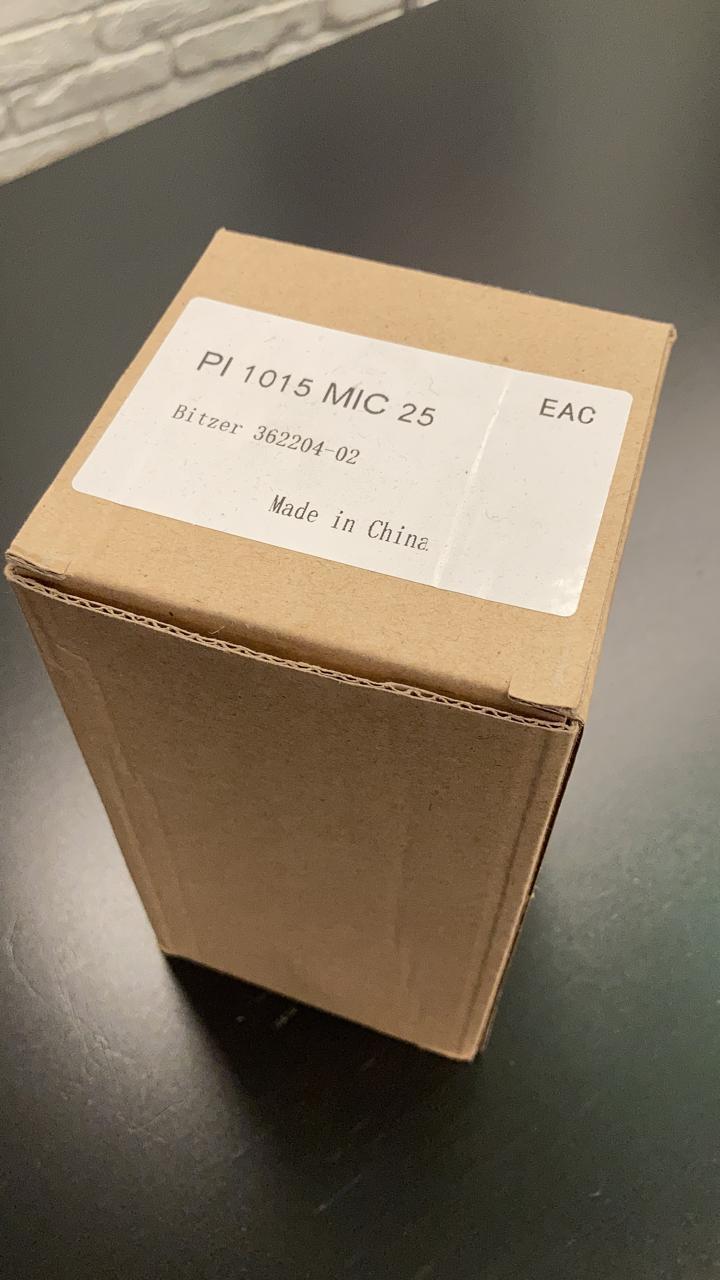 PI 1015 MIC 25
EAC
Bitzer 362204-02
Made in China